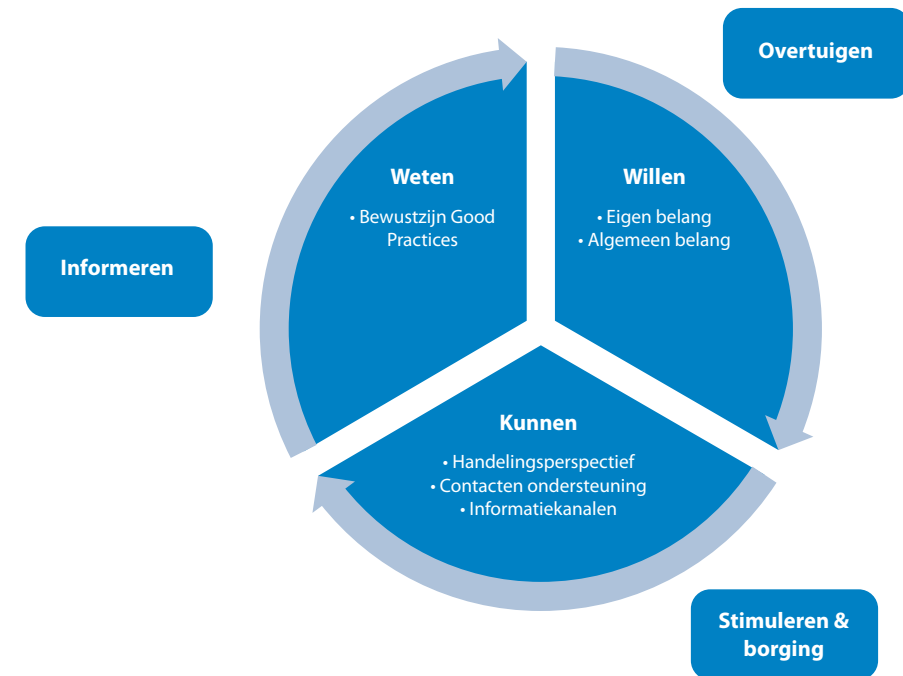 Overtuigen
Weten
• Bewustzijn Good
Practices
Willen
• Eigen belang
• Algemeen belang
Informeren
Kunnen
• Handelingsperspectief
• Contacten ondersteuning
• Informatiekanalen
Stimuleren &
borging